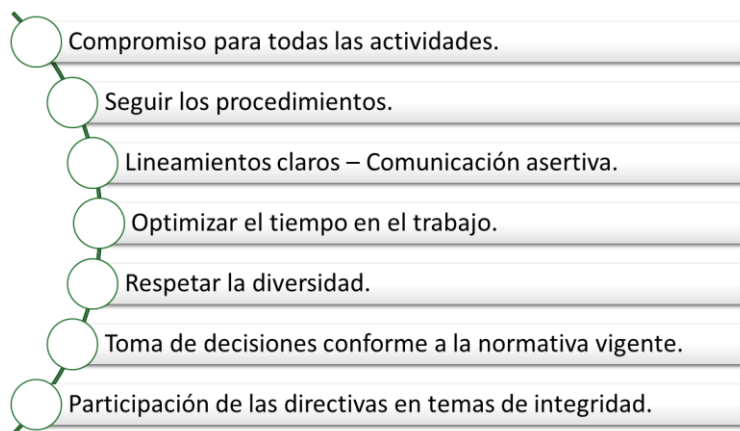 Compromiso para todas las actividades.
Seguir los procedimientos.
Lineamientos claros – Comunicación asertiva.
Optimizar el tiempo en el trabajo.
Respetar la diversidad.
Toma de decisiones conforme a la normativa vigente.
Participación de las directivas en temas de integridad.